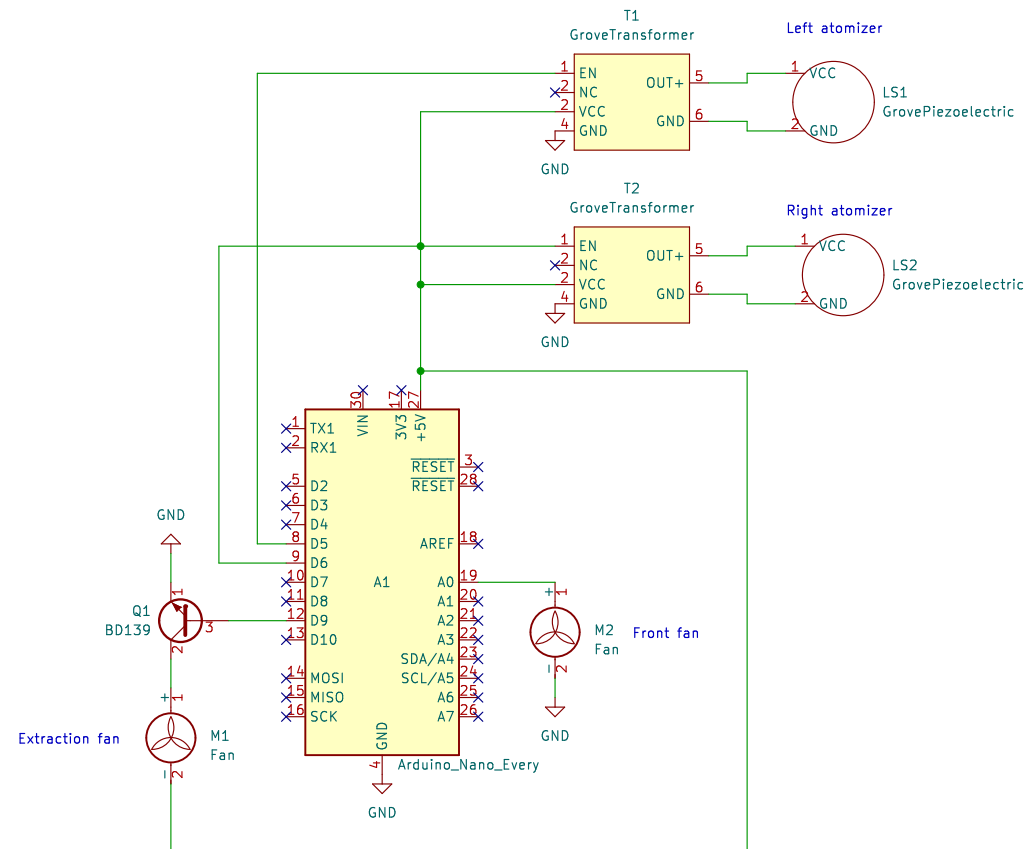 T1
GroveTransformer
Left atomizer
1 EN
2 NC
2 VCC
4 GND
OUT+ 5
GND 6
GND
1 VCC
2 GND
LS1
GrovePiezoelectric
T2
GroveTransformer
Right atomizer
1 EN
2 NC
2 VCC
4 GND
OUT+ 5
GND 6
GND
1 VCC
2 GND
LS2
GrovePiezoelectric
30 VIN
17 3V3
27 +5V
1 TX1
2 RX1
5 D2
6 D3
7 D4
8 D5
9 D6
10 D7
11 D8
12 D9
13 D10
14 MOSI
15 MISO
16 SCK
A1
RESET 3
RESET 28
AREF 18
A0 19
A1 20
A2 21
A3 22
SDA/A4 23
SCL/A5 24
A6 25
A7 26
GND 4
Arduino_Nano_Every
GND
GND
1
Q1
BD139
3
2
+ 1
M1
Fan
Extraction fan
- 2
+ 1
M2
Fan
Front fan
- 2
GND